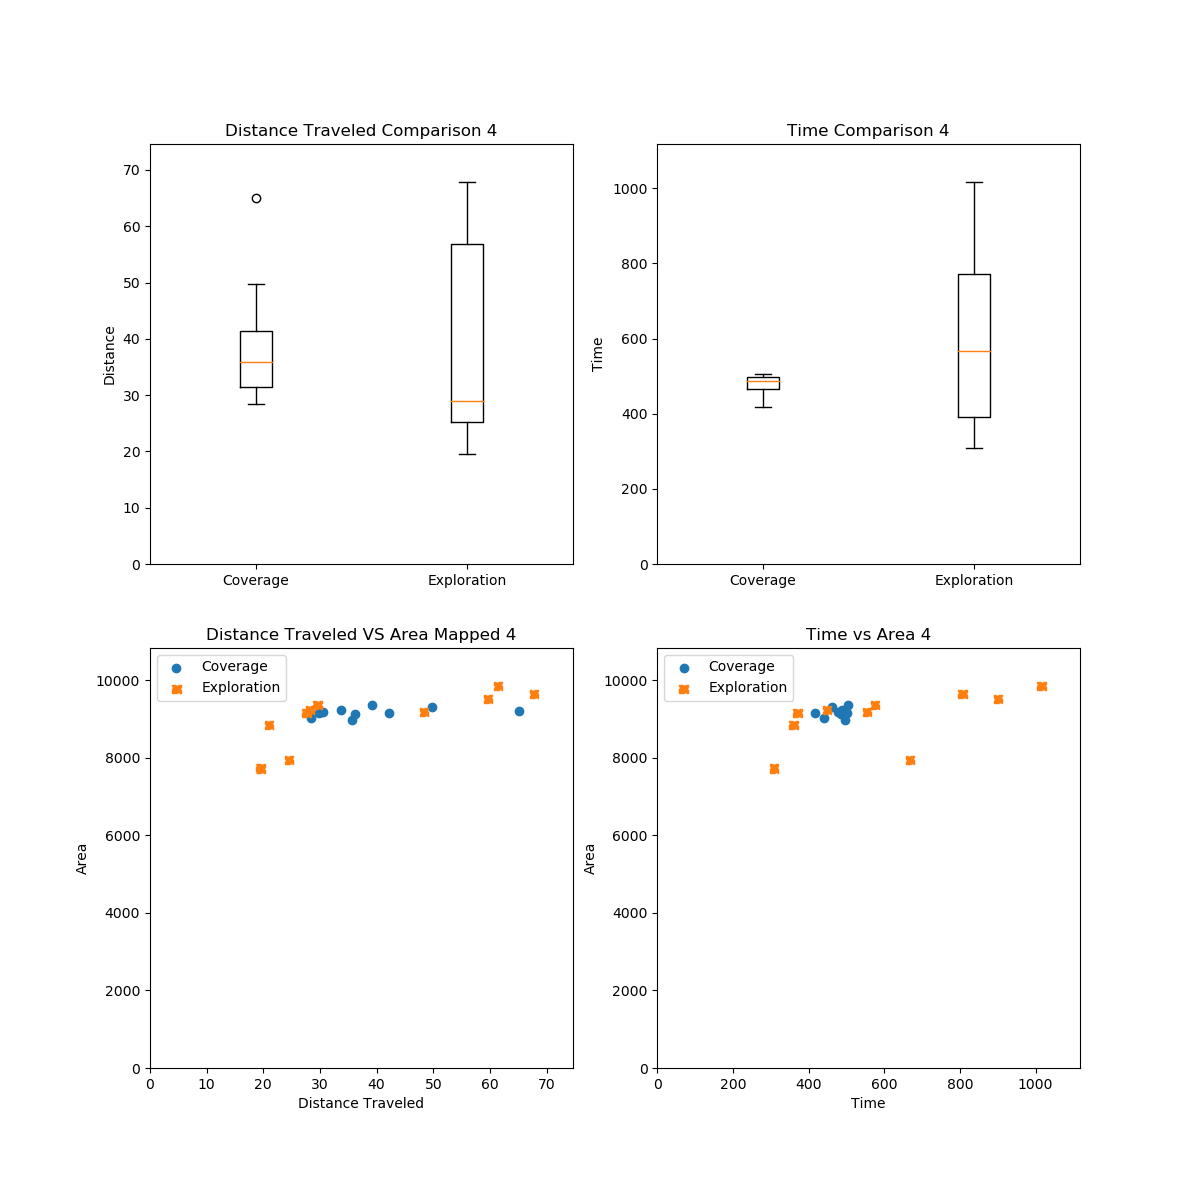 Distance Traveled Comparison 4
70
60
50
40
30
20
10
0
Distance
Coverage
Exploration
Time Comparison 4
1000
800
600
400
200
0
Time
Coverage
Exploration
Distance Traveled VS Area Mapped 4
Coverage
Exploration
10000
8000
6000
4000
2000
0
Area
0 10 20 30 40 50 60 70
Distance Traveled
Time vs Area 4
Coverage
Exploration
10000
8000
6000
4000
2000
0
Area
0 200 400 600 800 1000
Time